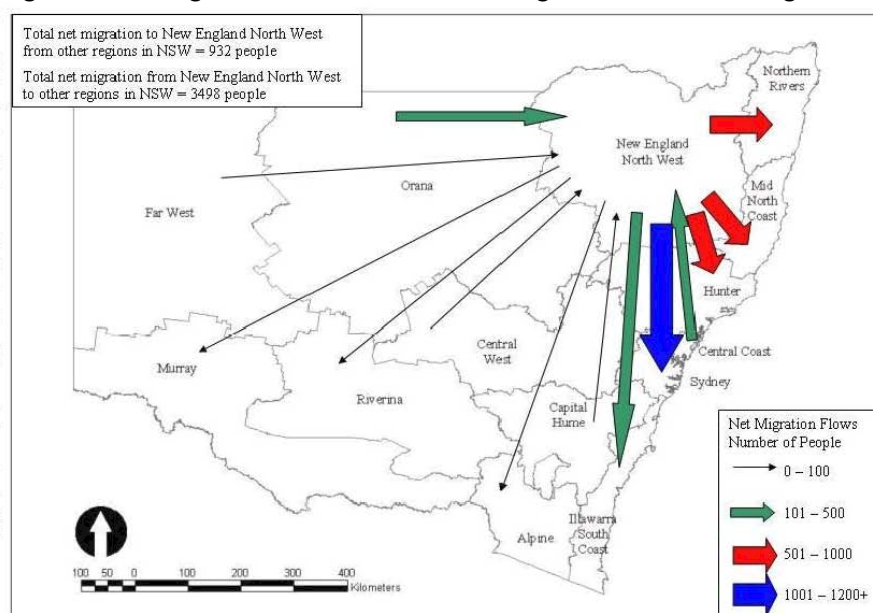 Total net migration to New England North West
from other regions in NSW = 932 people
Total net migration from New England North West
to other regions in NSW = 3498 people
Northern
Rivers
New England
North West
Mid
North
Coast
Orana
Far West
Hunter
Central
West
Central Coast
Murray
Sydney
Riverina
Capital
Hume
Alpine
Illawarra
South
Coast
Net Migration Flows
Number of People
0 – 100
101 – 500
501 – 1000
1001 – 1200+
100 50 0 100 200 300 400
Kilometers